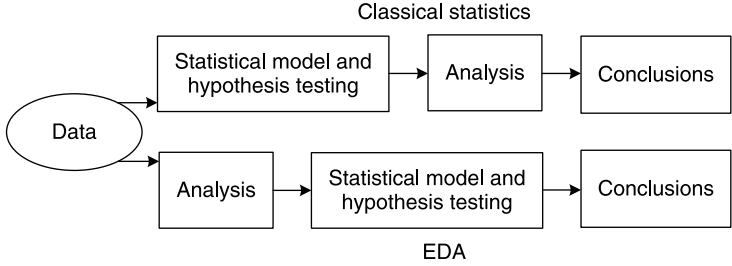 Classical statistics
Statistical model and
hypothesis testing
Analysis
Conclusions
Data
Analysis
Statistical model and
hypothesis testing
Conclusions
EDA